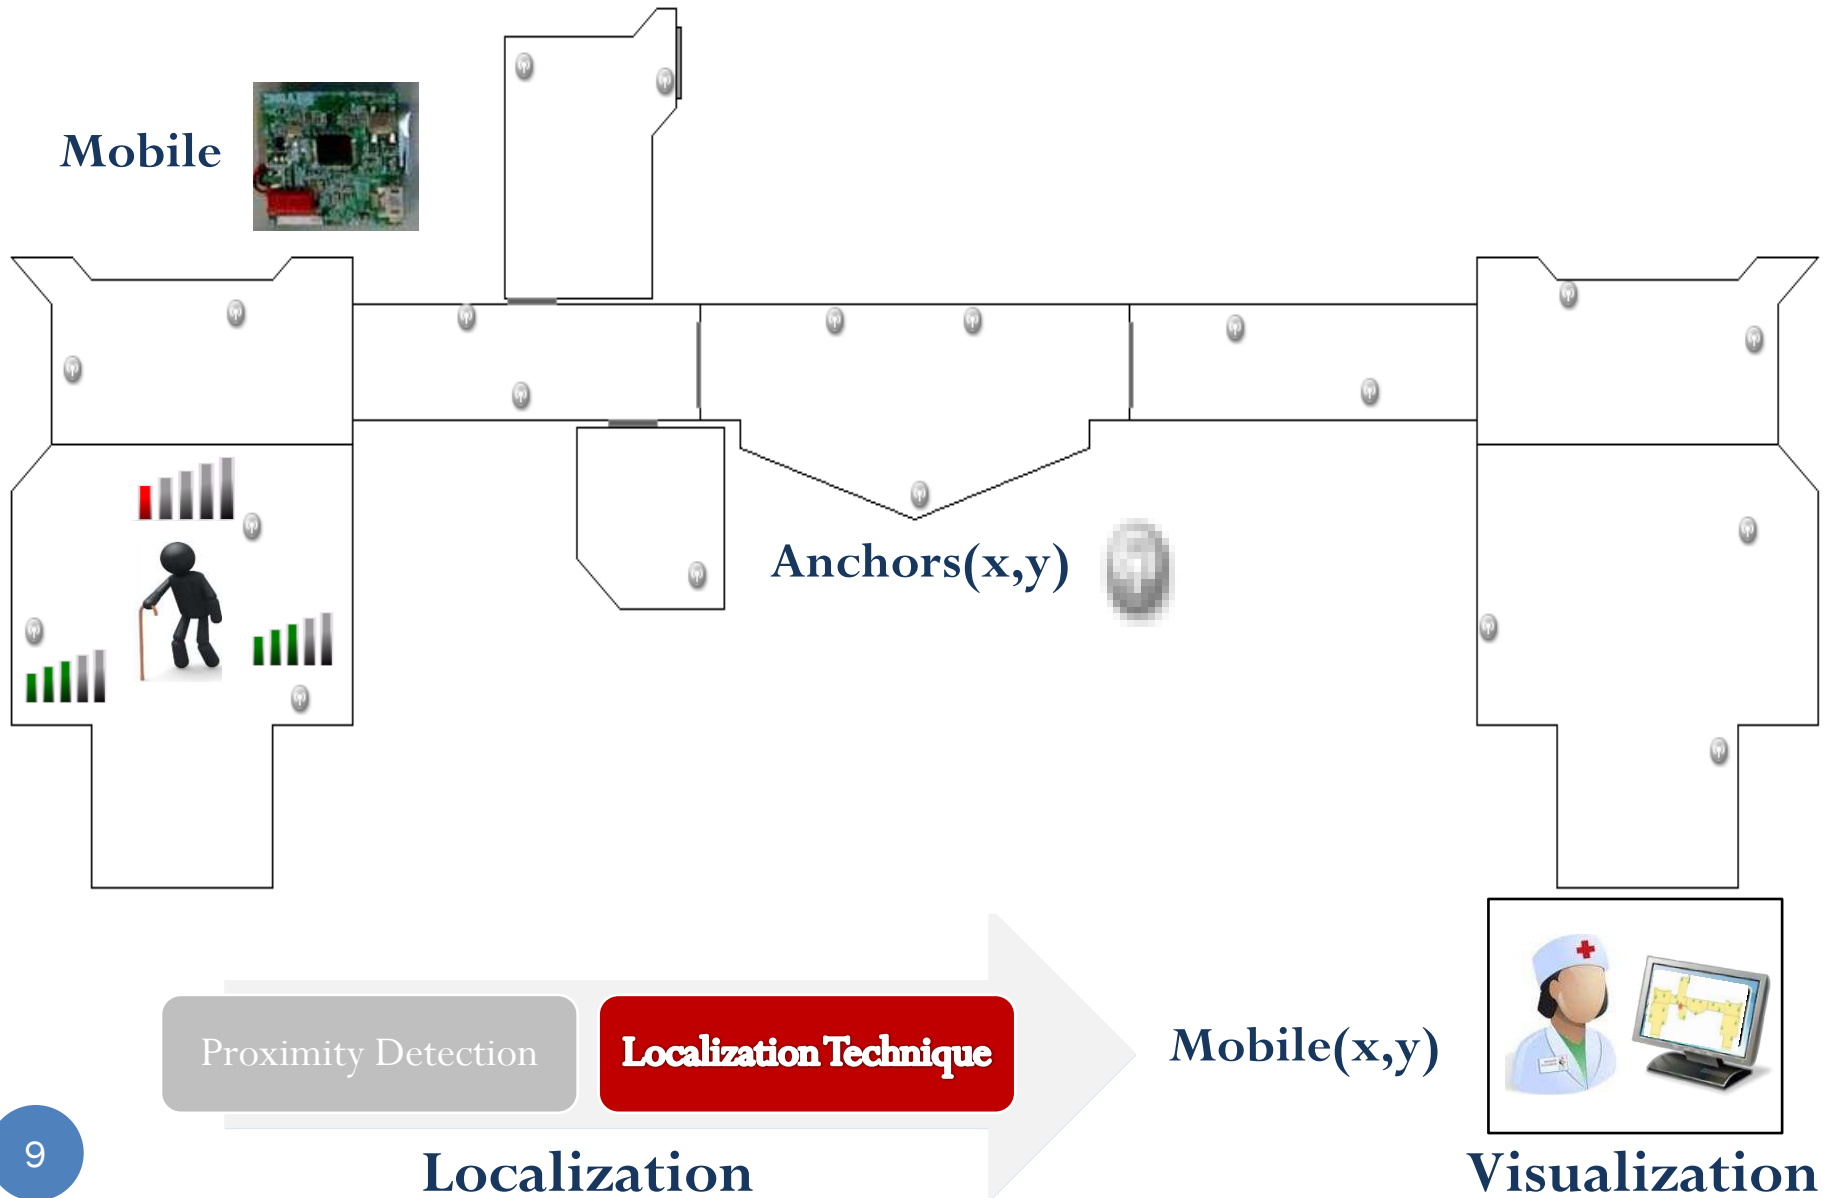 Mobile
Anchors(x,y)
Proximity Detection
Localization Technique
Mobile(x,y)
9
Localization
Visualization